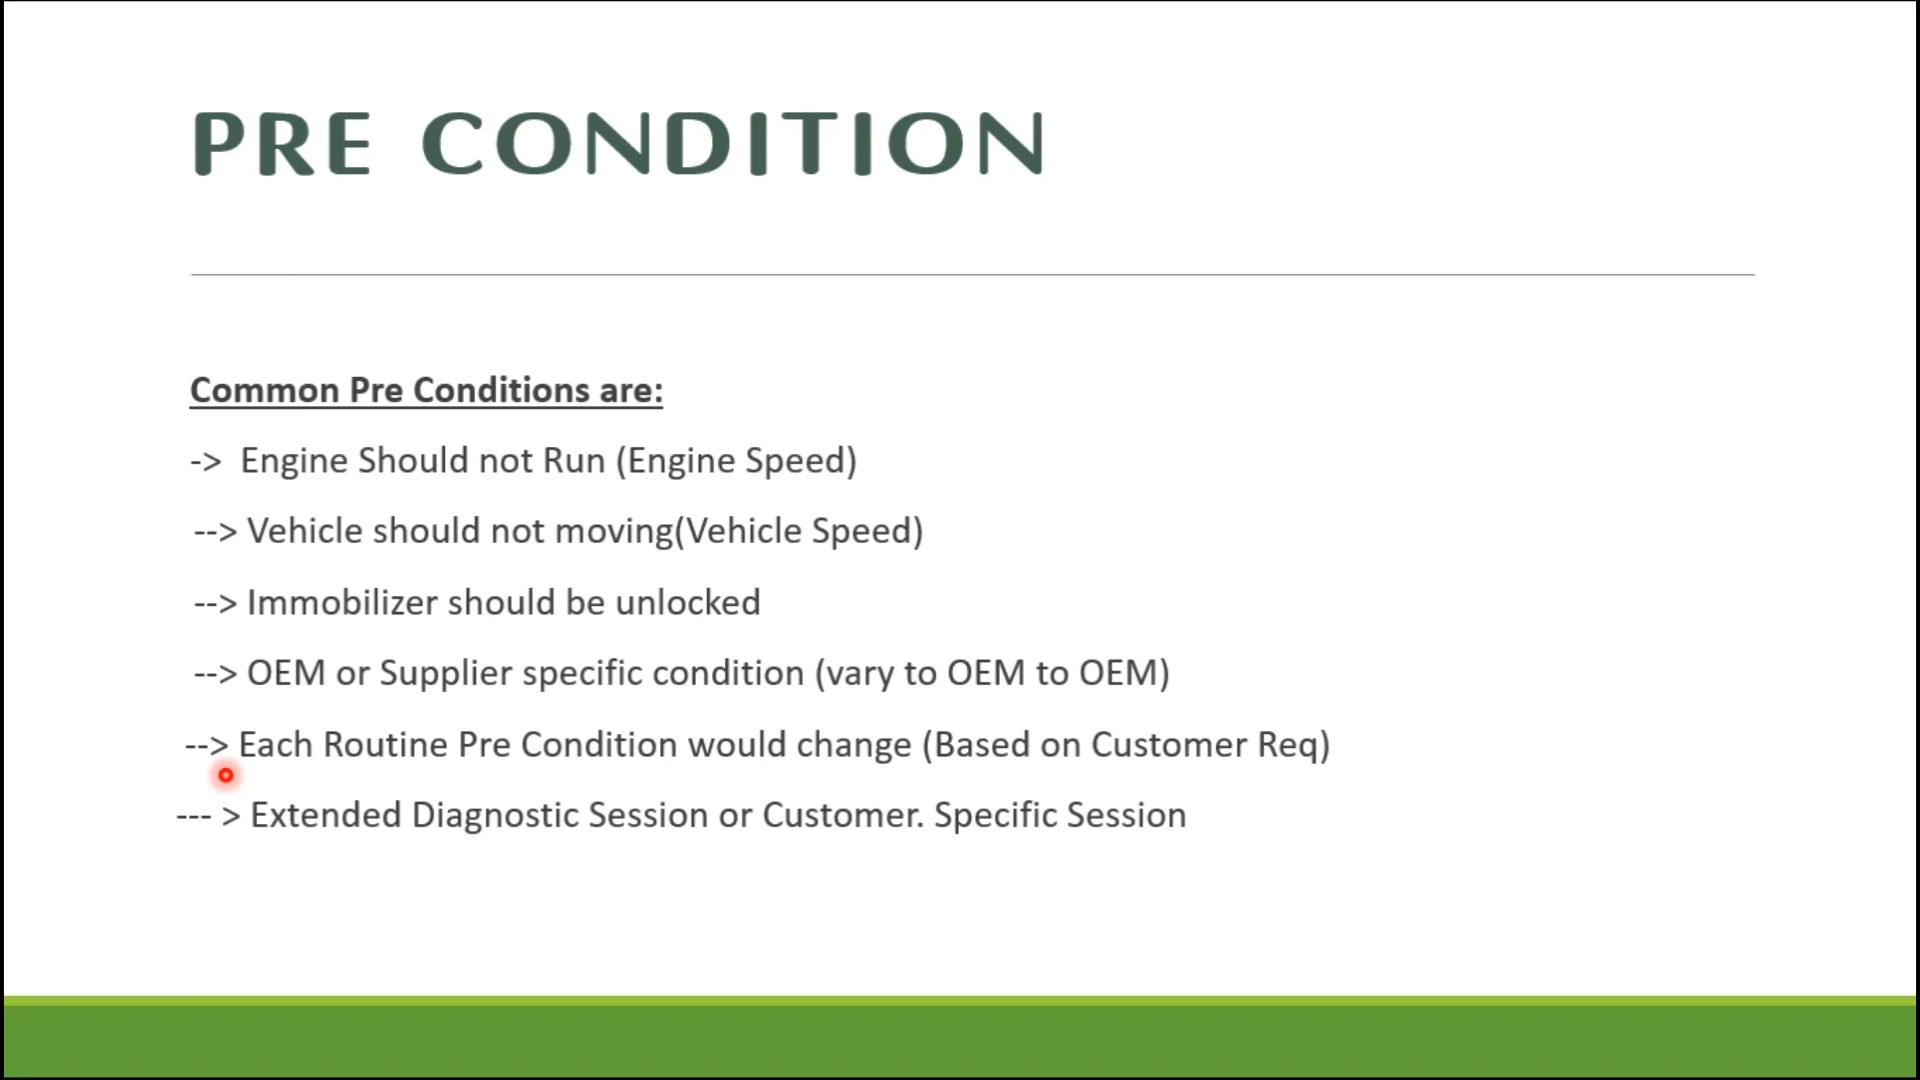 PRE CONDITION
Common Pre Conditions are:
-> Engine Should not Run (Engine Speed)
--> Vehicle should not moving(Vehicle Speed)
--> Immobilizer should be unlocked
--> OEM or Supplier specific condition (vary to OEM to OEM)
--> Each Routine Pre Condition would change (Based on Customer Req)
--- > Extended Diagnostic Session or Customer. Specific Session